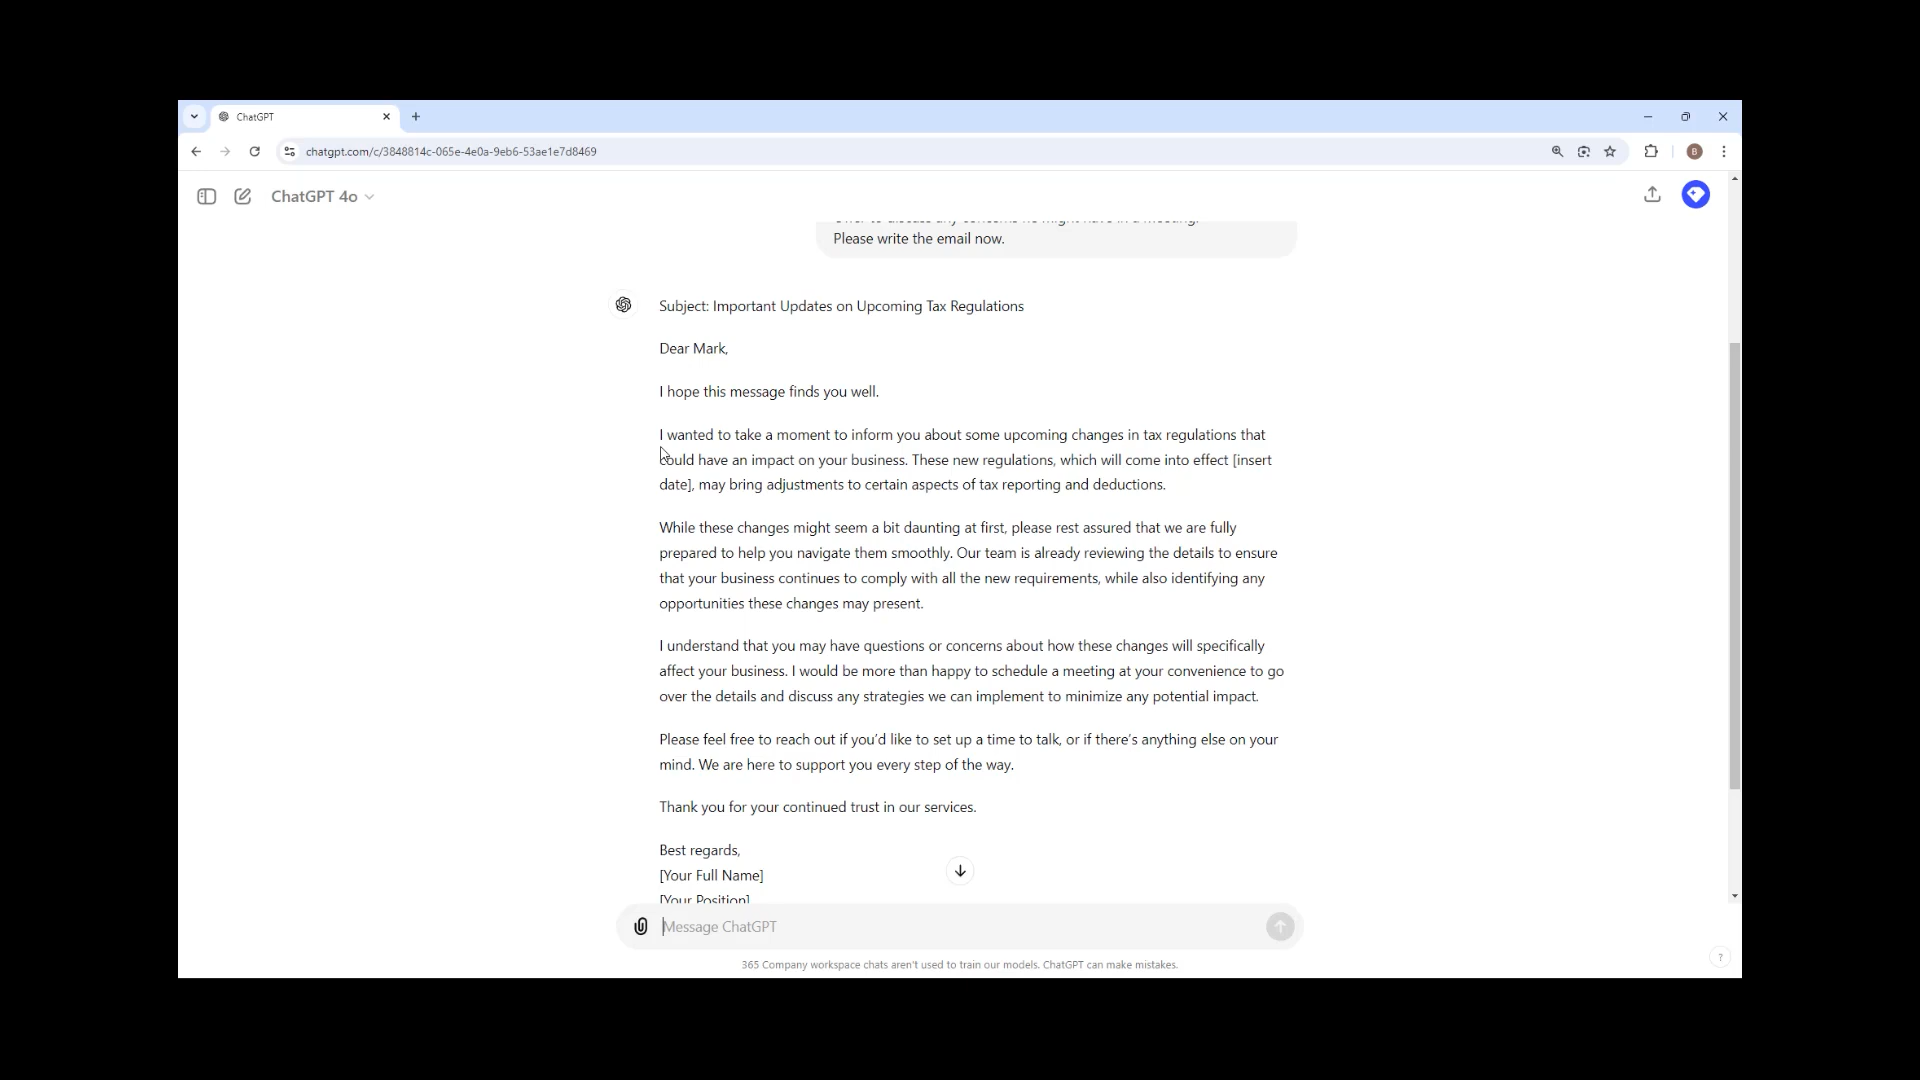 ChatGPT
chatgpt.com/c/3848814c-065e-4e0a-9eb6-53ae1e7d8469
B
ChatGPT 4o
Offer to discuss any concerns he might have in a meeting.
Please write the email now.
Subject: Important Updates on Upcoming Tax Regulations
Dear Mark,
I hope this message finds you well.
I wanted to take a moment to inform you about some upcoming changes in tax regulations that
could have an impact on your business. These new regulations, which will come into effect [insert
date], may bring adjustments to certain aspects of tax reporting and deductions.
While these changes might seem a bit daunting at first, please rest assured that we are fully
prepared to help you navigate them smoothly. Our team is already reviewing the details to ensure
that your business continues to comply with all the new requirements, while also identifying any
opportunities these changes may present.
I understand that you may have questions or concerns about how these changes will specifically
affect your business. I would be more than happy to schedule a meeting at your convenience to go
over the details and discuss any strategies we can implement to minimize any potential impact.
Please feel free to reach out if you'd like to set up a time to talk, or if there's anything else on your
mind. We are here to support you every step of the way.
Thank you for your continued trust in our services.
Best regards,
[Your Full Name]
[Your Position]
Message ChatGPT
365 Company workspace chats aren't used to train our models. ChatGPT can make mistakes.
?